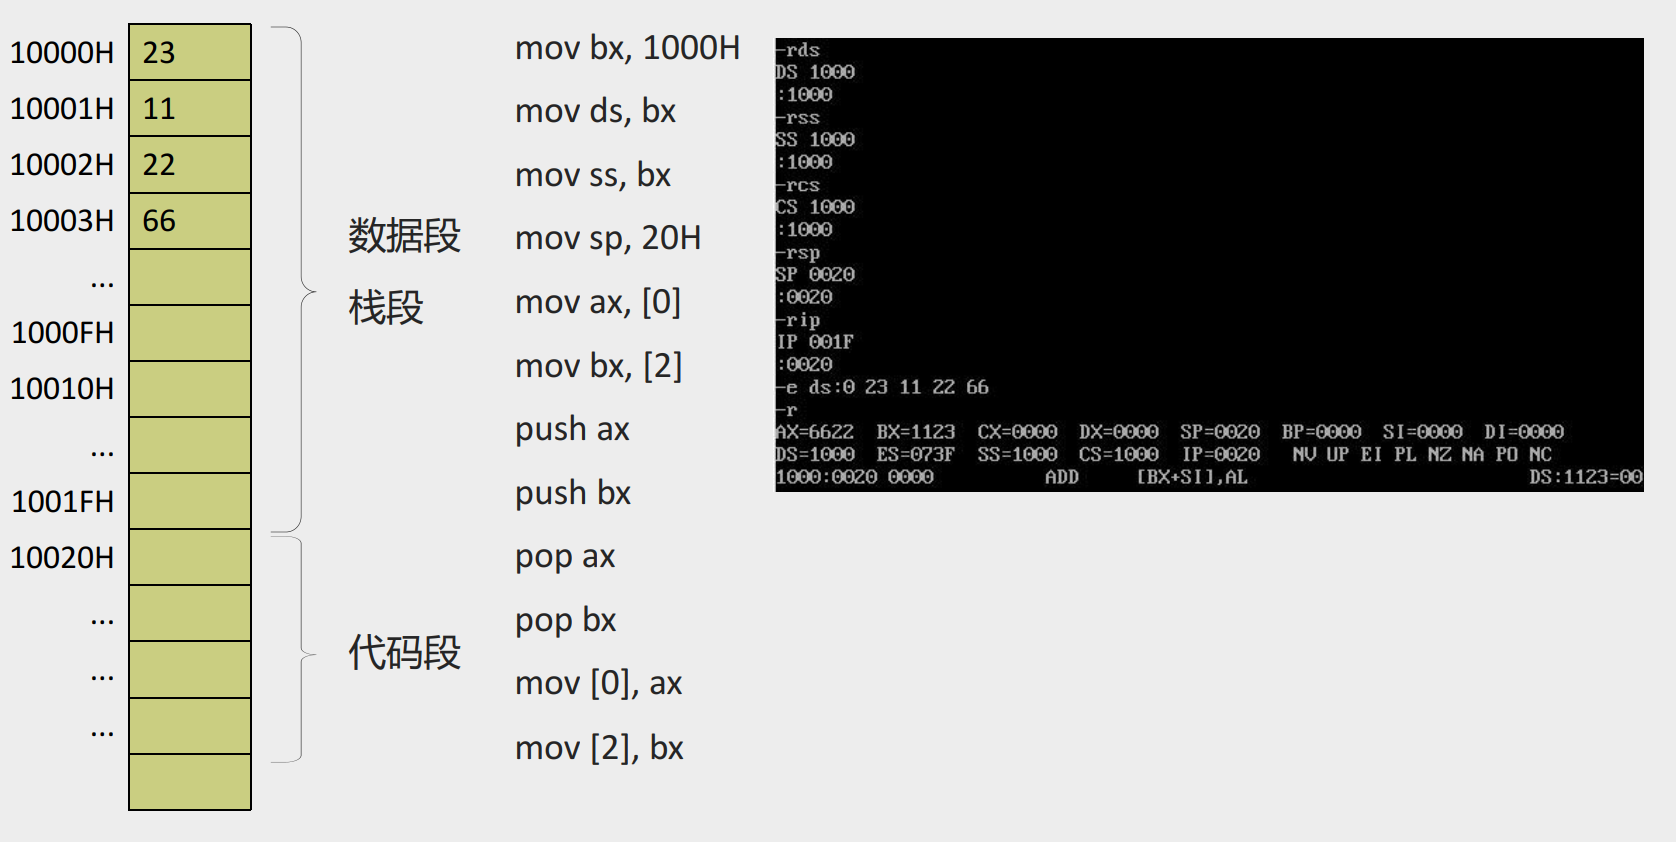 10000H 23
10001H 11
10002H 22
10003H 66
...
1000FH
10010H
...
1001FH
10020H
...
...
...
数据段
栈段
代码段
mov bx, 1000H
mov ds, bx
mov ss, bx
mov sp, 20H
mov ax, [0]
mov bx, [2]
push ax
push bx
pop ax
pop bx
mov [0], ax
mov [2], bx
-rds
DS 1000
:1000
-rss
SS 1000
:1000
-rcs
CS 1000
:1000
-rsp
SP 0020
:0020
-rip
IP 001F
:0020
-e ds:0 23 11 22 66
-r
AX=6622 BX=1123 CX=0000 DX=0000 SP=0020 BP=0000 SI=0000 DI=0000
DS=1000 ES=073F SS=1000 CS=1000 IP=0020 NV UP EI PL NZ NA PO NC
1000:0020 0000 ADD [BX+SI],AL DS:1123=00